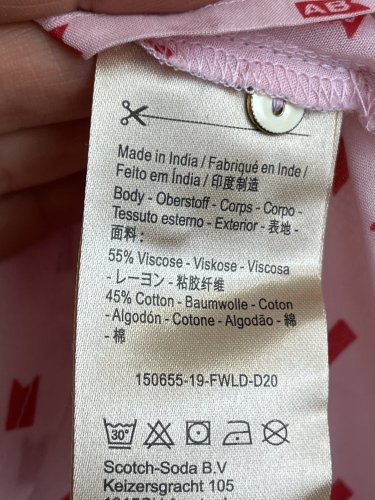 AB
Made in India / Fabriqué en Inde /
Feito em Índia / 印度制造
Body - Oberstoff - Corps - Corpo -
Tessuto esterno - Exterior - 表地 -
面料：
55% Viscose - Viskose - Viscosa
- レーヨン - 粘胶纤维
45% Cotton - Baumwolle - Coton
- Algodón - Cotone - Algodão - 綿
- 棉
150655-19-FWLD-D20
30°
Scotch-Soda B.V
Keizersgracht 105